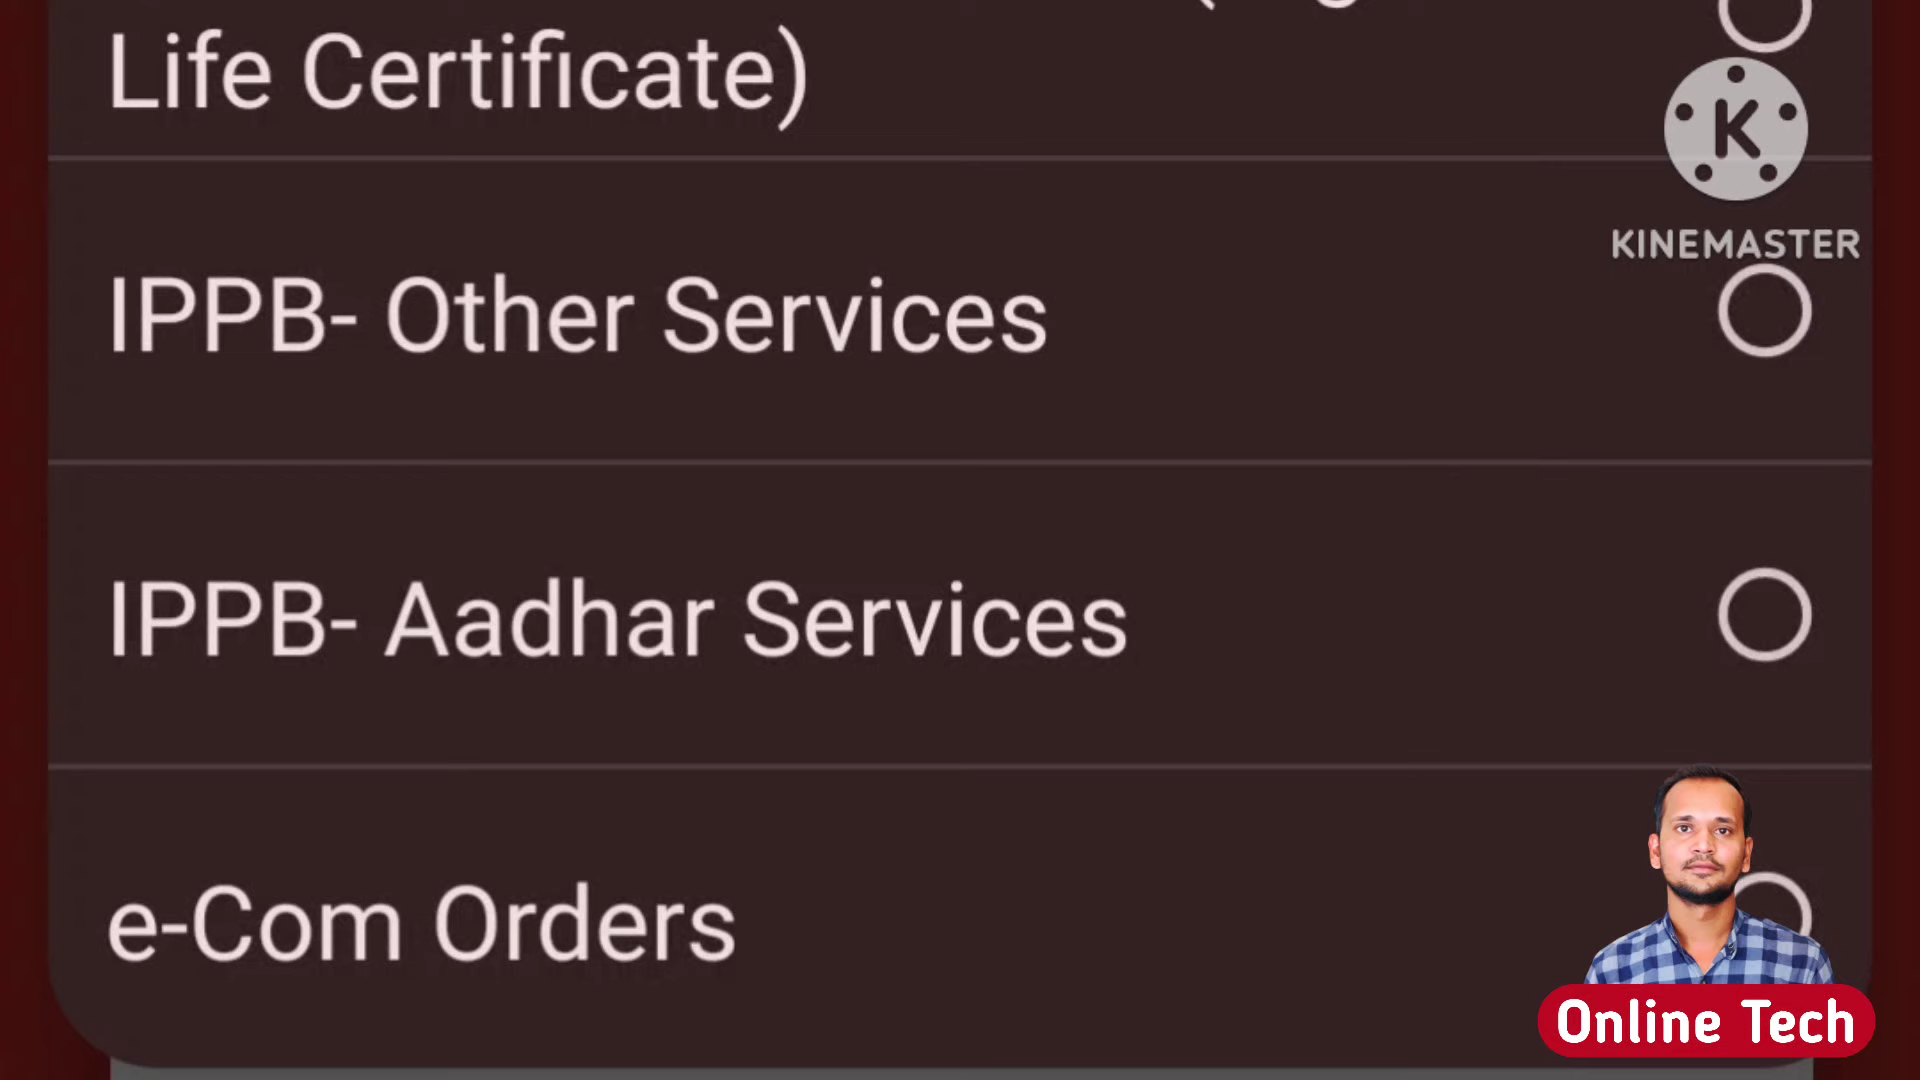 Life Certificate)
K
KINEMASTER
IPPB- Other Services
IPPB- Aadhar Services
e-Com Orders
Online Tech